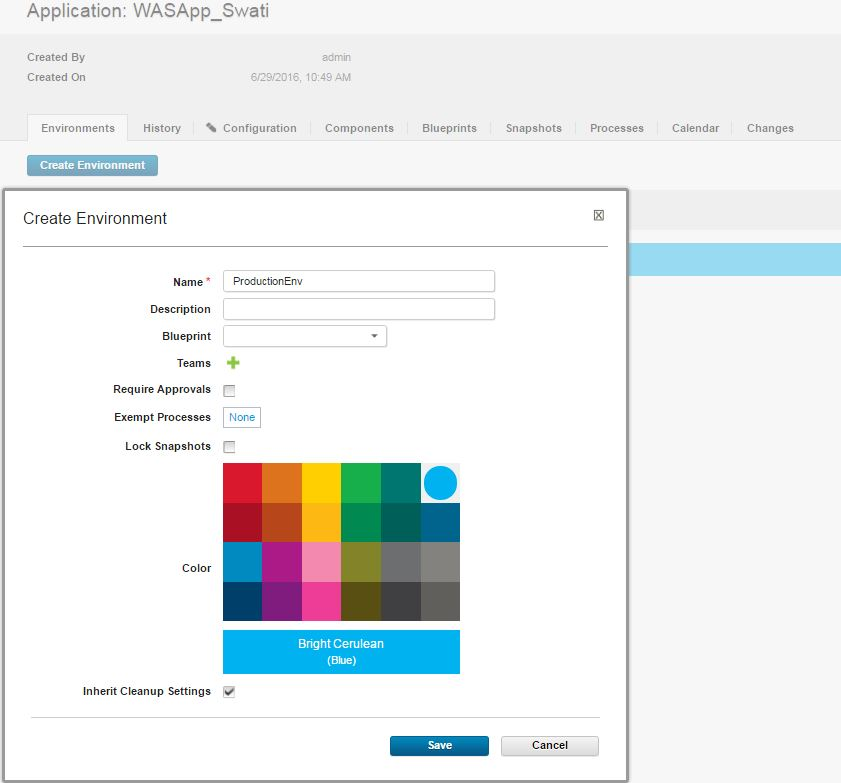 Application: WASApp_Swati
Created By admin
Created On 6/29/2016, 10:49 AM
Environments History Configuration Components Blueprints Snapshots Processes Calendar Changes
Create Environment
Create Environment
Name * ProductionEnv
Description
Blueprint
Teams
Require Approvals
Exempt Processes None
Lock Snapshots
Color
Bright Cerulean
(Blue)
Inherit Cleanup Settings
Save Cancel